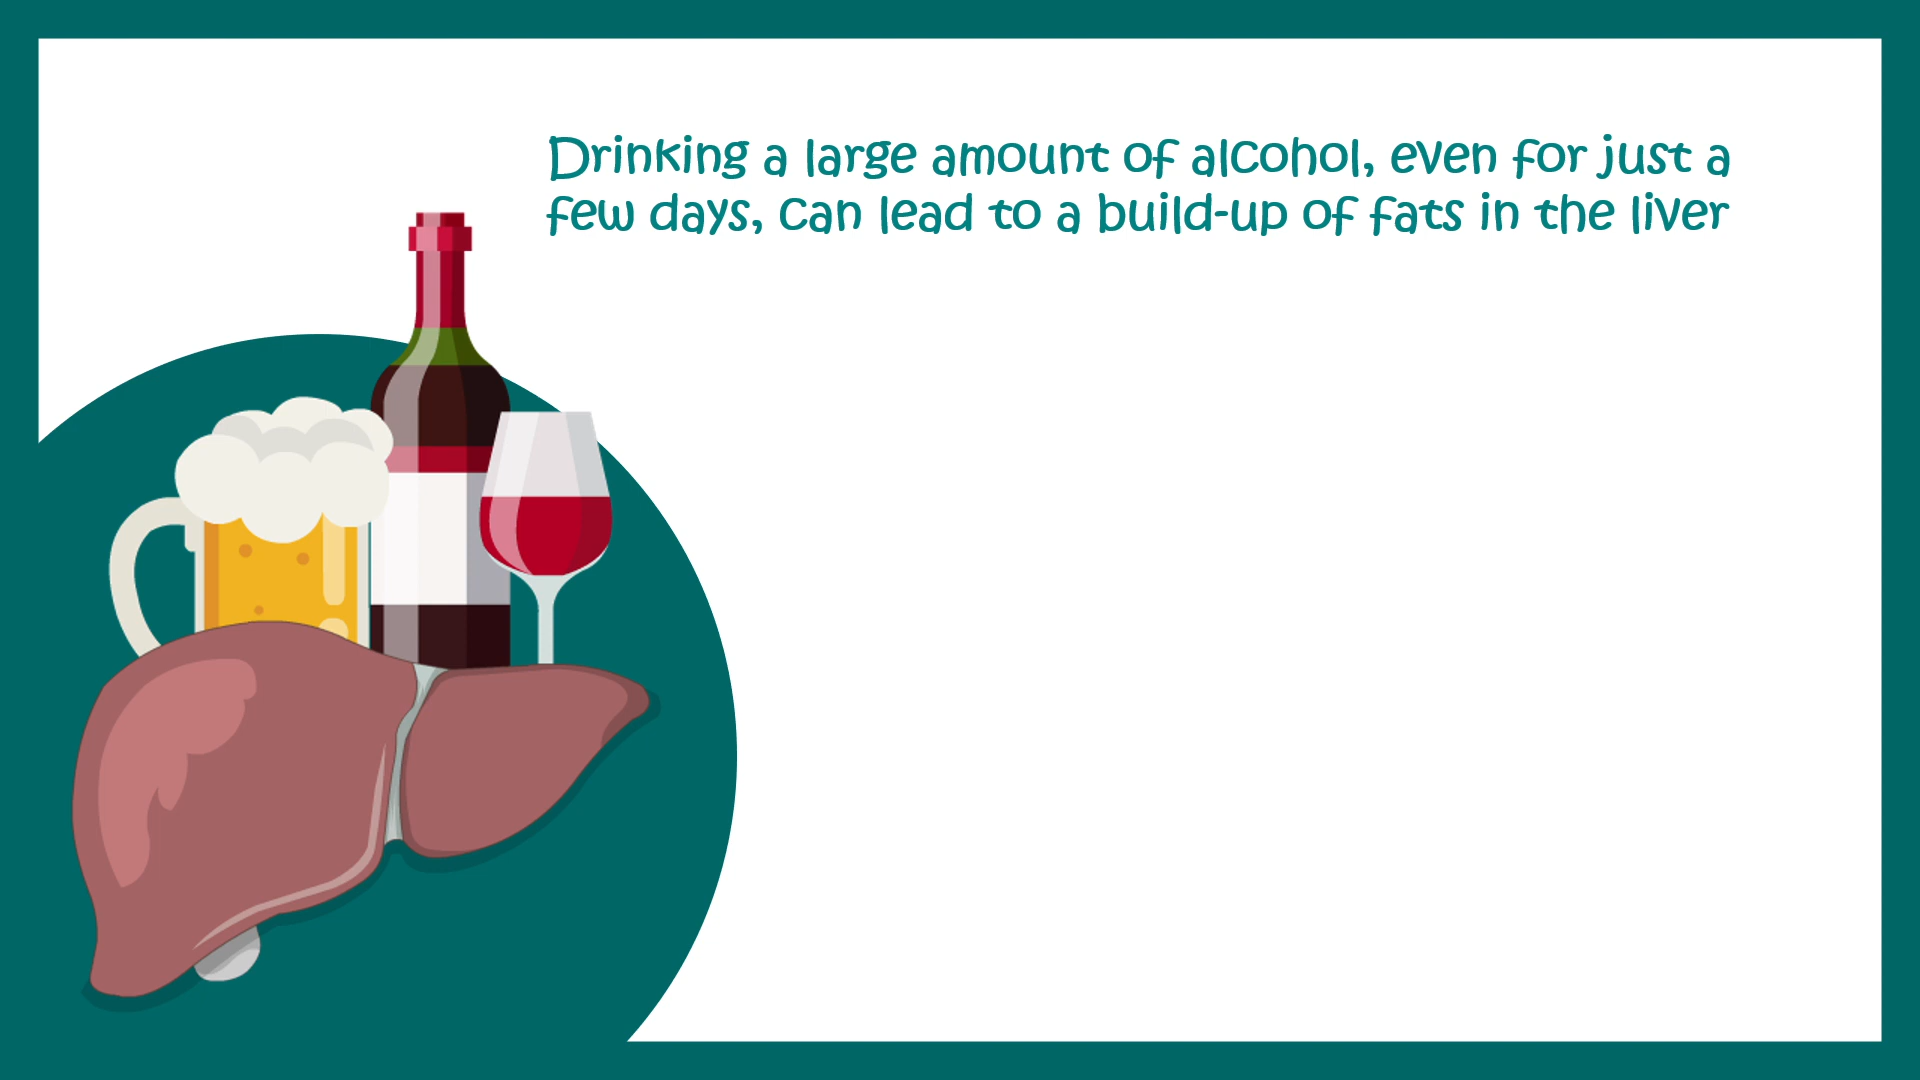 Drinking a large amount of alcohol, even for just a
few days, can lead to a build-up of fats in the liver